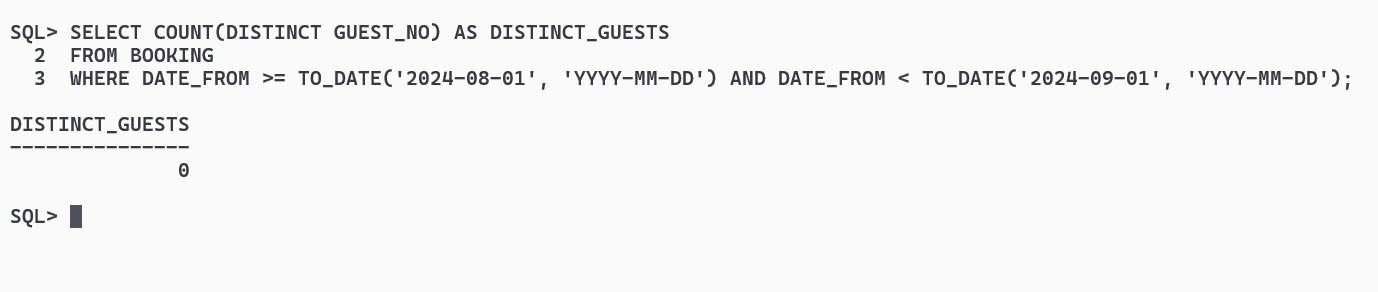 SQL> SELECT COUNT(DISTINCT GUEST_NO) AS DISTINCT_GUESTS
  2  FROM BOOKING
  3  WHERE DATE_FROM >= TO_DATE('2024-08-01', 'YYYY-MM-DD') AND DATE_FROM < TO_DATE('2024-09-01', 'YYYY-MM-DD');
DISTINCT_GUESTS
---------------
              0
SQL>